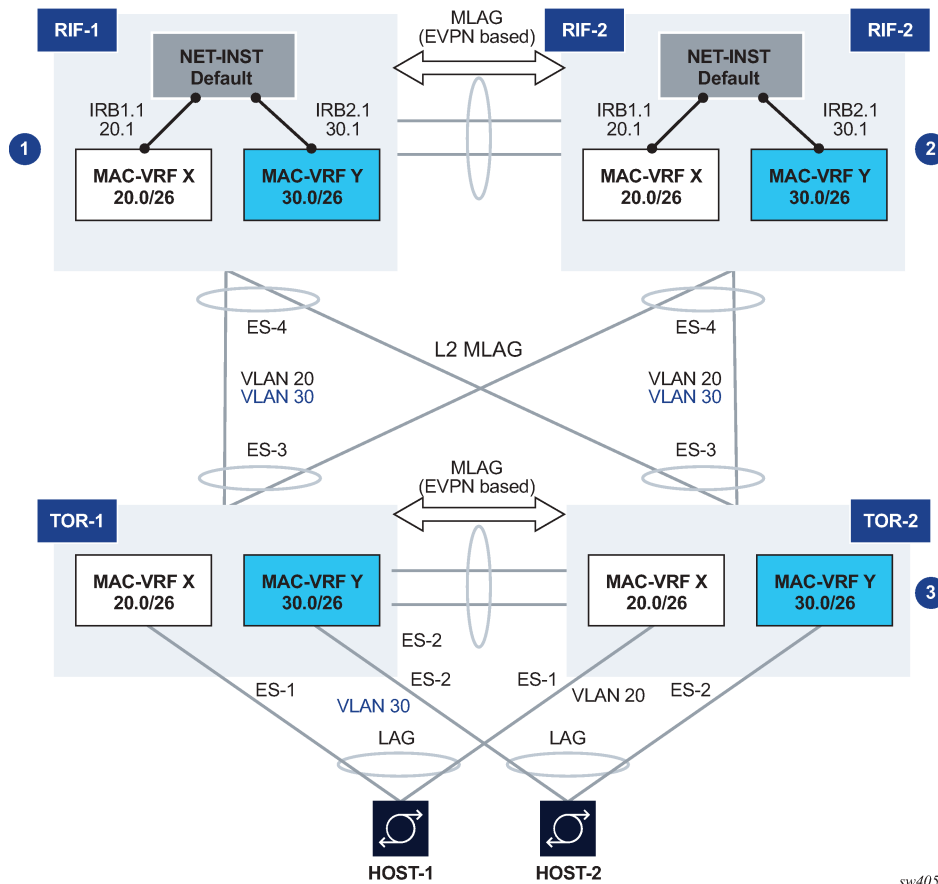 RIF-1
MLAG
(EVPN based)
RIF-2
RIF-2
NET-INST
Default
NET-INST
Default
IRB1.1
20.1
IRB2.1
30.1
IRB1.1
20.1
IRB2.1
30.1
1
2
MAC-VRF X
20.0/26
MAC-VRF Y
30.0/26
MAC-VRF X
20.0/26
MAC-VRF Y
30.0/26
ES-4
ES-4
L2 MLAG
VLAN 20
VLAN 30
VLAN 20
VLAN 30
ES-3
ES-3
MLAG
(EVPN based)
TOR-1
TOR-2
MAC-VRF X
20.0/26
MAC-VRF Y
30.0/26
MAC-VRF X
20.0/26
MAC-VRF Y
30.0/26
3
ES-2
ES-1
ES-2
ES-1
ES-2
VLAN 30
VLAN 20
LAG
LAG
HOST-1
HOST-2
sw405